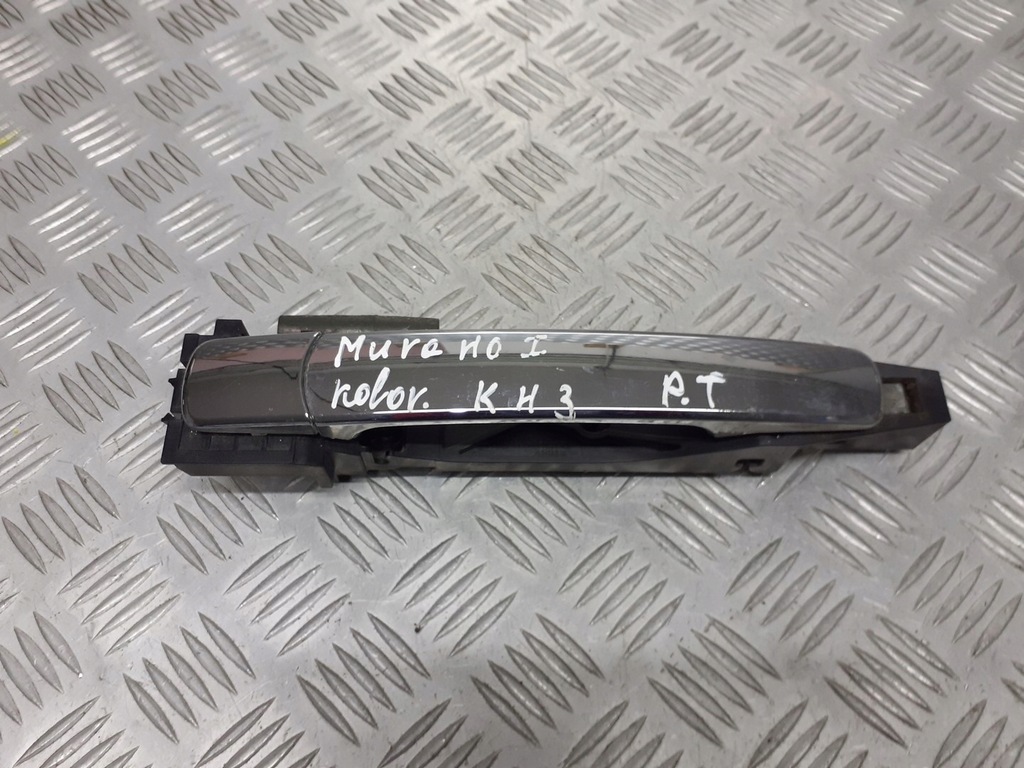 Murano I
kolor. KH3 P.T